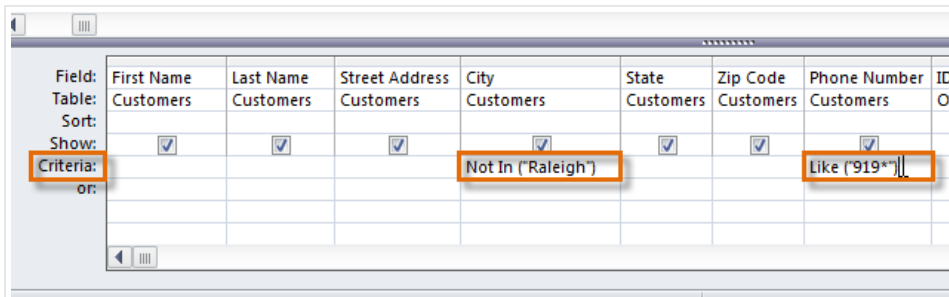 Field: First Name Last Name Street Address City State Zip Code Phone Number ID
Table: Customers Customers Customers Customers Customers Customers Customers O
Sort:
Show:
Criteria: Not In ("Raleigh") Like ("919*")
or: